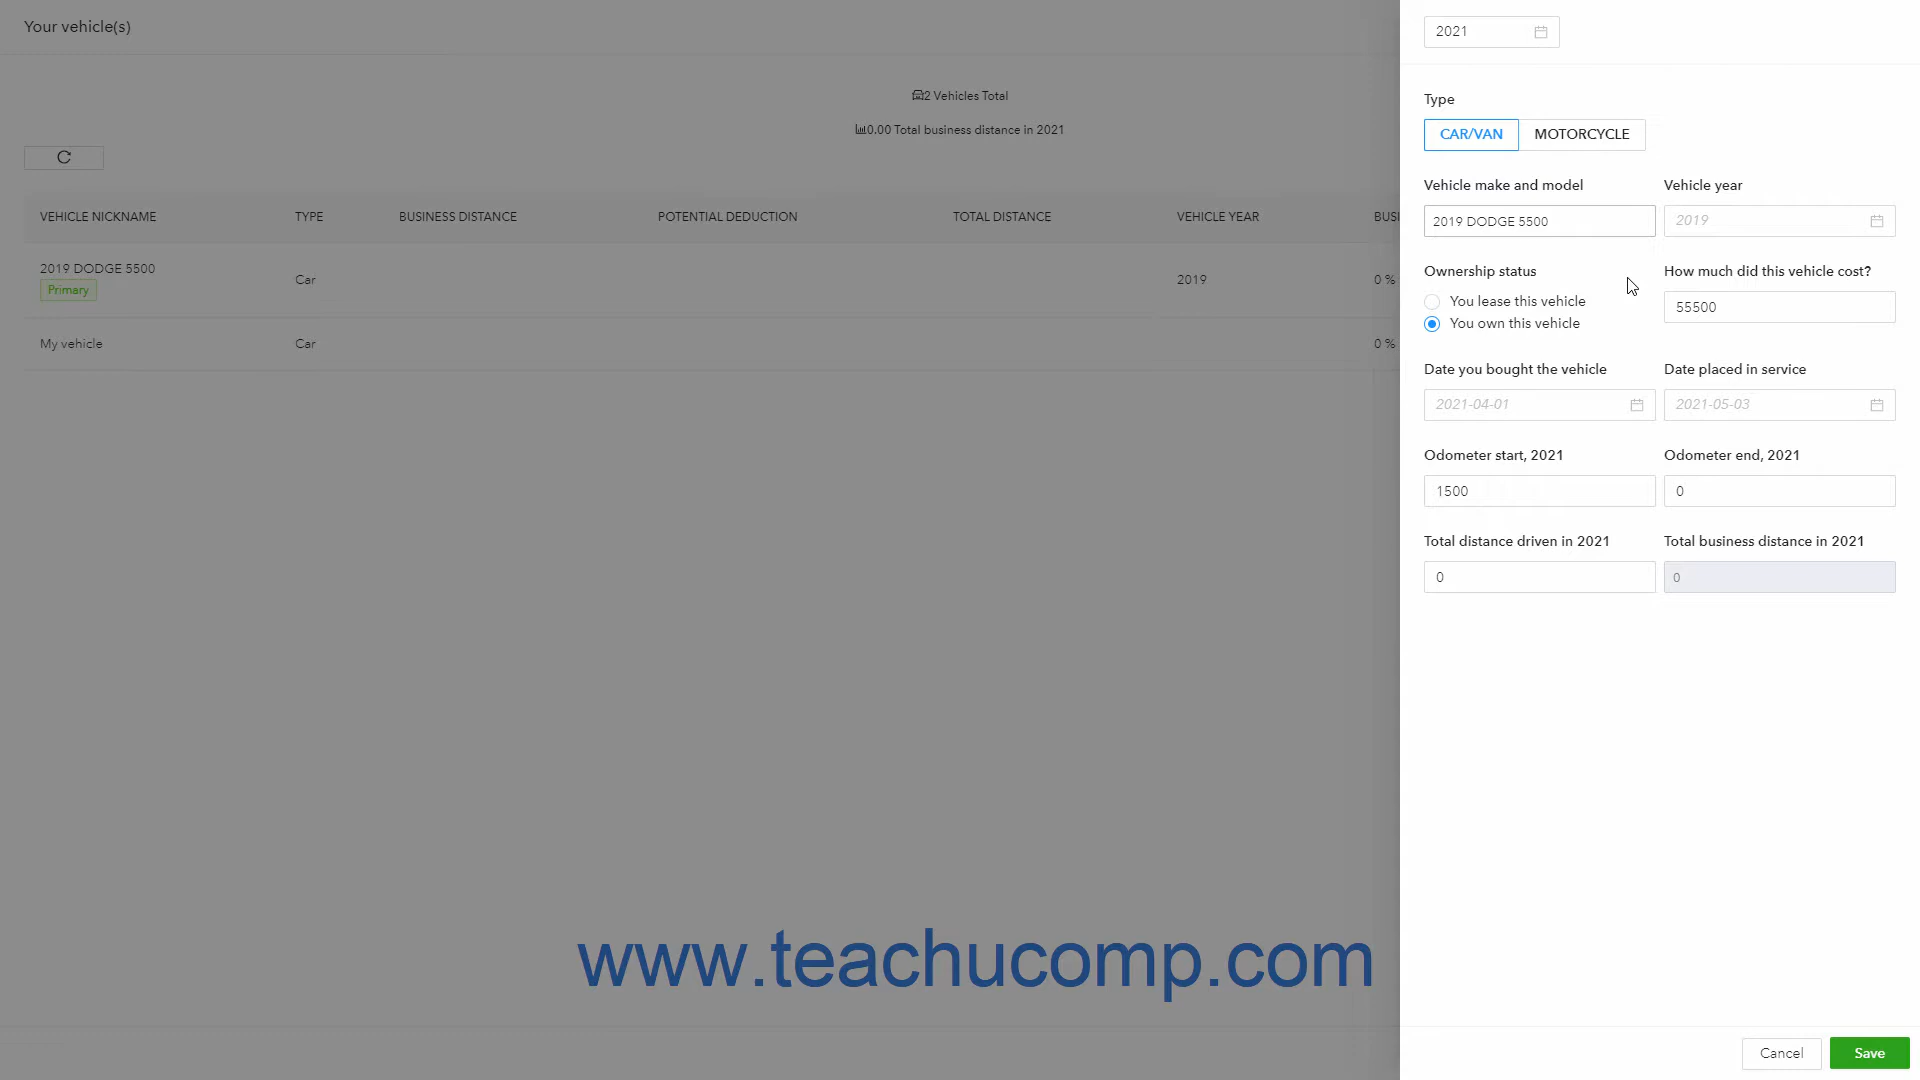 Your vehicle(s)
2 Vehicles Total
0.00 Total business distance in 2021
VEHICLE NICKNAME TYPE BUSINESS DISTANCE POTENTIAL DEDUCTION TOTAL DISTANCE VEHICLE YEAR BUSI
2019 DODGE 5500
Primary
Car 2019 0 %
My vehicle Car 0 %
www.teachucomp.com
2021
Type
CAR/VAN MOTORCYCLE
Vehicle make and model Vehicle year
2019 DODGE 5500 2019
Ownership status How much did this vehicle cost?
You lease this vehicle 55500
You own this vehicle
Date you bought the vehicle Date placed in service
2021-04-01 2021-05-03
Odometer start, 2021 Odometer end, 2021
1500 0
Total distance driven in 2021 Total business distance in 2021
0 0
Cancel Save